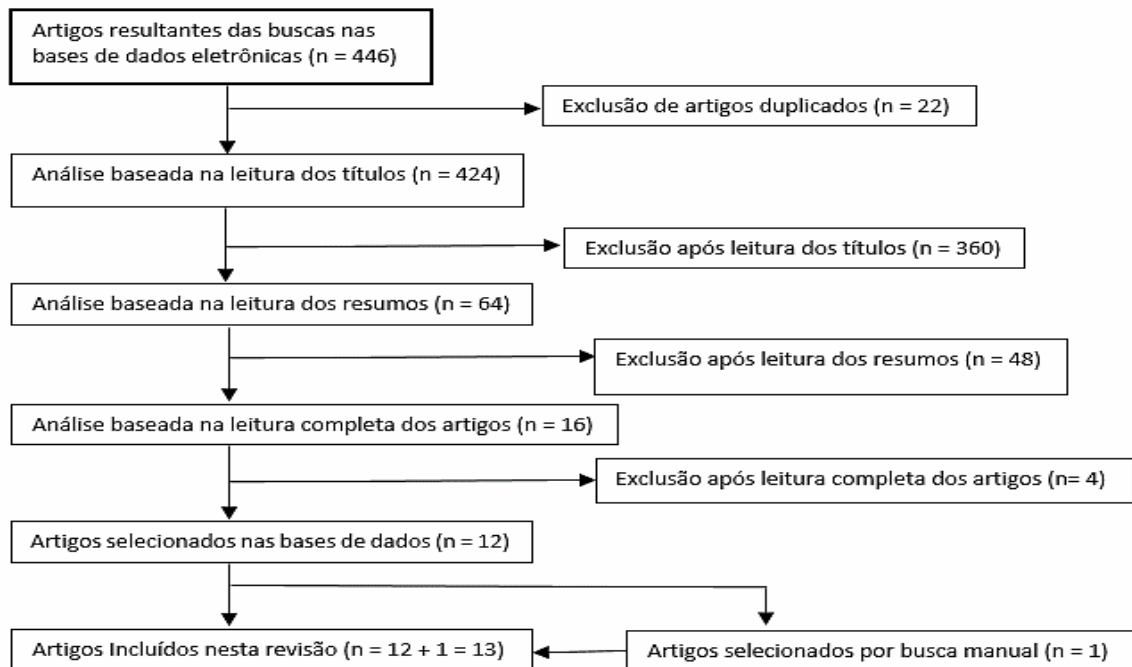 Artigos resultantes das buscas nas
bases de dados eletrônicas (n = 446)
Exclusão de artigos duplicados (n = 22)
Análise baseada na leitura dos títulos (n = 424)
Exclusão após leitura dos títulos (n = 360)
Análise baseada na leitura dos resumos (n = 64)
Exclusão após leitura dos resumos (n = 48)
Análise baseada na leitura completa dos artigos (n = 16)
Exclusão após leitura completa dos artigos (n= 4)
Artigos selecionados nas bases de dados (n = 12)
Artigos Incluídos nesta revisão (n = 12 + 1 = 13)
Artigos selecionados por busca manual (n = 1)